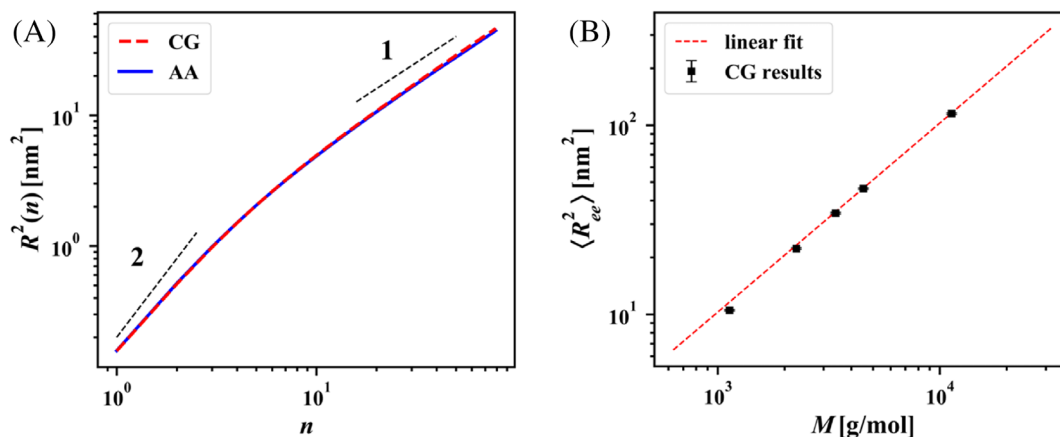 (A)
CG
AA
1
2
R²(n) [nm²]
10¹
10⁰
10⁰
10¹
n
(B)
linear fit
CG results
⟨R²ₑₑ⟩ [nm²]
10²
10¹
10³
10⁴
M [g/mol]